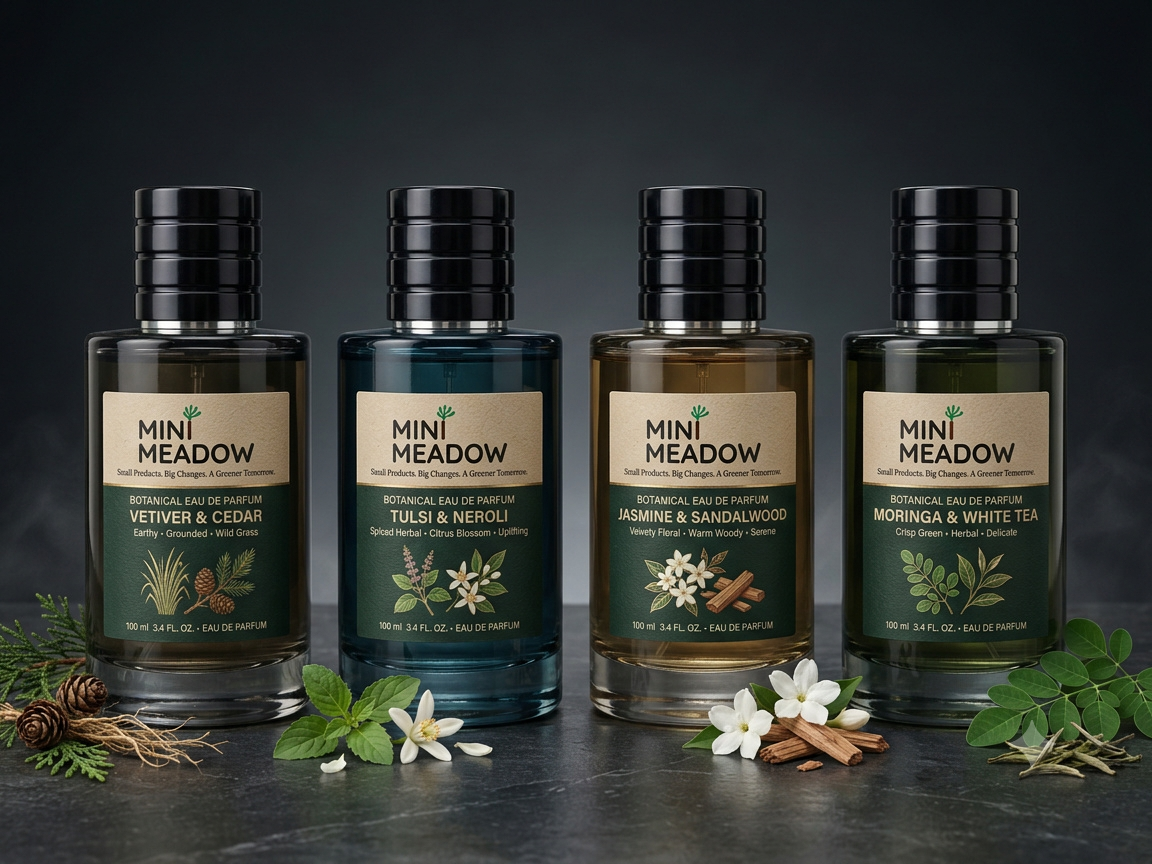 MINI
MEADOW
Small Products. Big Changes. A Greener Tomorrow.
BOTANICAL EAU DE PARFUM
VETIVER & CEDAR
Earthy • Grounded • Wild Grass
100 ml 3.4 FL. OZ. • EAU DE PARFUM
MINI
MEADOW
Small Products. Big Changes. A Greener Tomorrow.
BOTANICAL EAU DE PARFUM
TULSI & NEROLI
Spiced Herbal • Citrus Blossom • Uplifting
100 ml 3.4 FL. OZ. • EAU DE PARFUM
MINI
MEADOW
Small Products. Big Changes. A Greener Tomorrow.
BOTANICAL EAU DE PARFUM
JASMINE & SANDALWOOD
Velvety Floral • Warm Woody • Serene
100 ml 3.4 FL. OZ. • EAU DE PARFUM
MINI
MEADOW
Small Products. Big Changes. A Greener Tomorrow.
BOTANICAL EAU DE PARFUM
MORINGA & WHITE TEA
Crisp Green • Herbal • Delicate
100 ml 3.4 FL. OZ. • EAU DE PARFUM